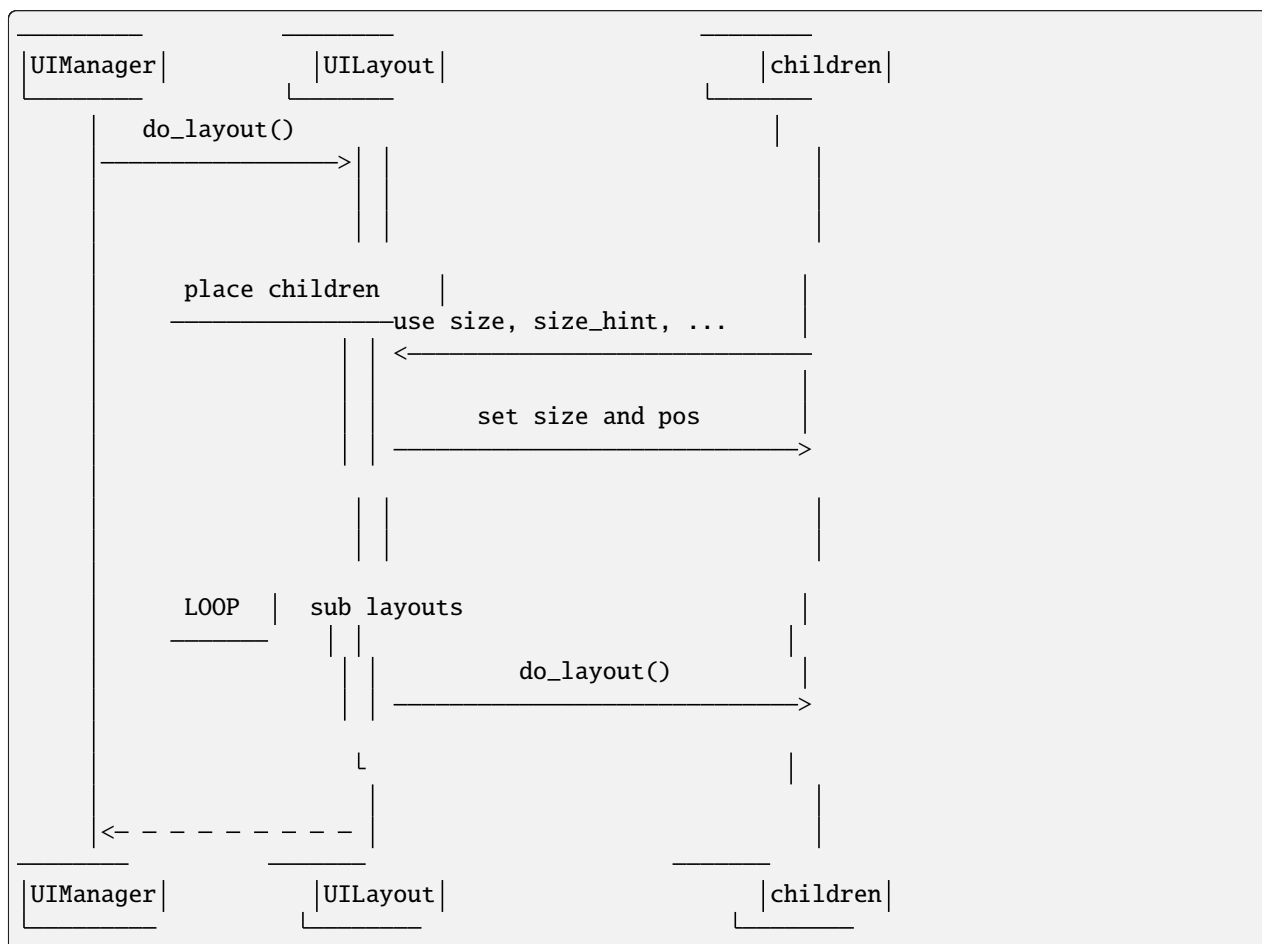 UIManager UILayout children
do_layout()
place children
use size, size_hint, ...
set size and pos
LOOP sub layouts
do_layout()
UIManager UILayout children